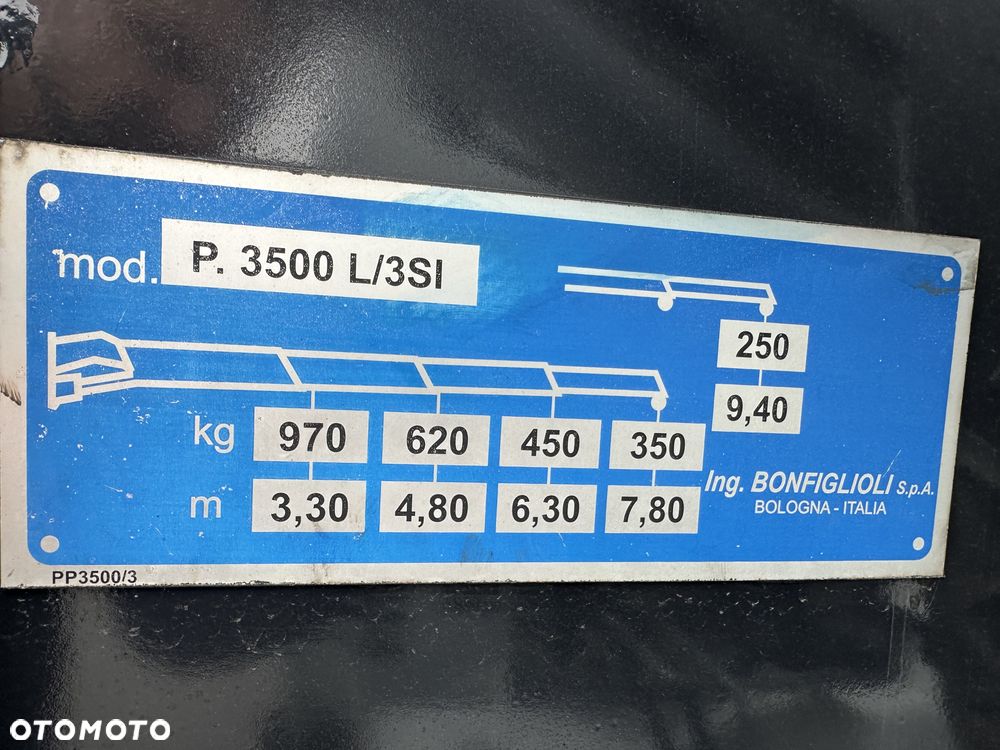 mod. P. 3500 L/3SI
250
9,40
kg 970 620 450 350
m 3,30 4,80 6,30 7,80
Ing. BONFIGLIOLI S.p.A.
BOLOGNA - ITALIA
PP3500/3
OTOMOTO